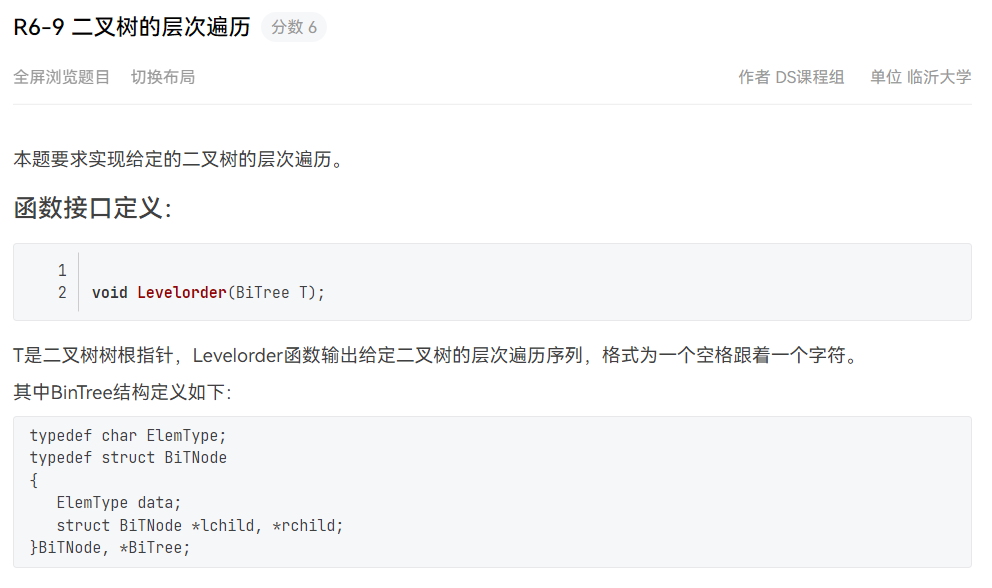 R6-9 二叉树的层次遍历 分数 6
全屏浏览题目 切换布局 作者 DS课程组 单位 临沂大学
本题要求实现给定的二叉树的层次遍历。
函数接口定义：
1
2 void Levelorder(BiTree T);
T是二叉树树根指针，Levelorder函数输出给定二叉树的层次遍历序列，格式为一个空格跟着一个字符。
其中BinTree结构定义如下：
typedef char ElemType;
typedef struct BiTNode
{
ElemType data;
struct BiTNode *lchild, *rchild;
}BiTNode, *BiTree;